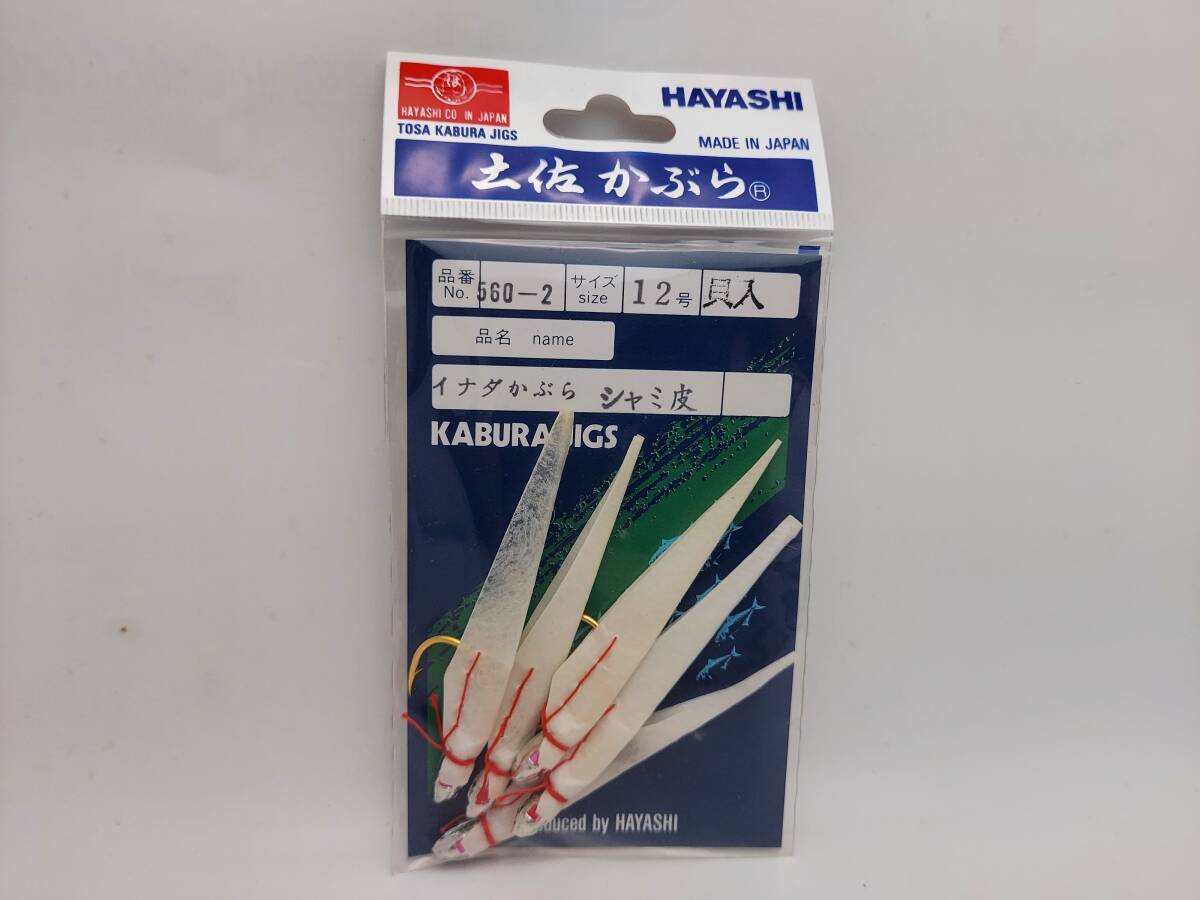 HAYASHI CO IN JAPAN
TOSA KABURA JIGS
HAYASHI
MADE IN JAPAN
土佐かぶら®
品番 No. 560-2 サイズ size 12号 貝入
品名 name
イナダかぶら シャミ皮
KABURA JIGS
duced by HAYASHI